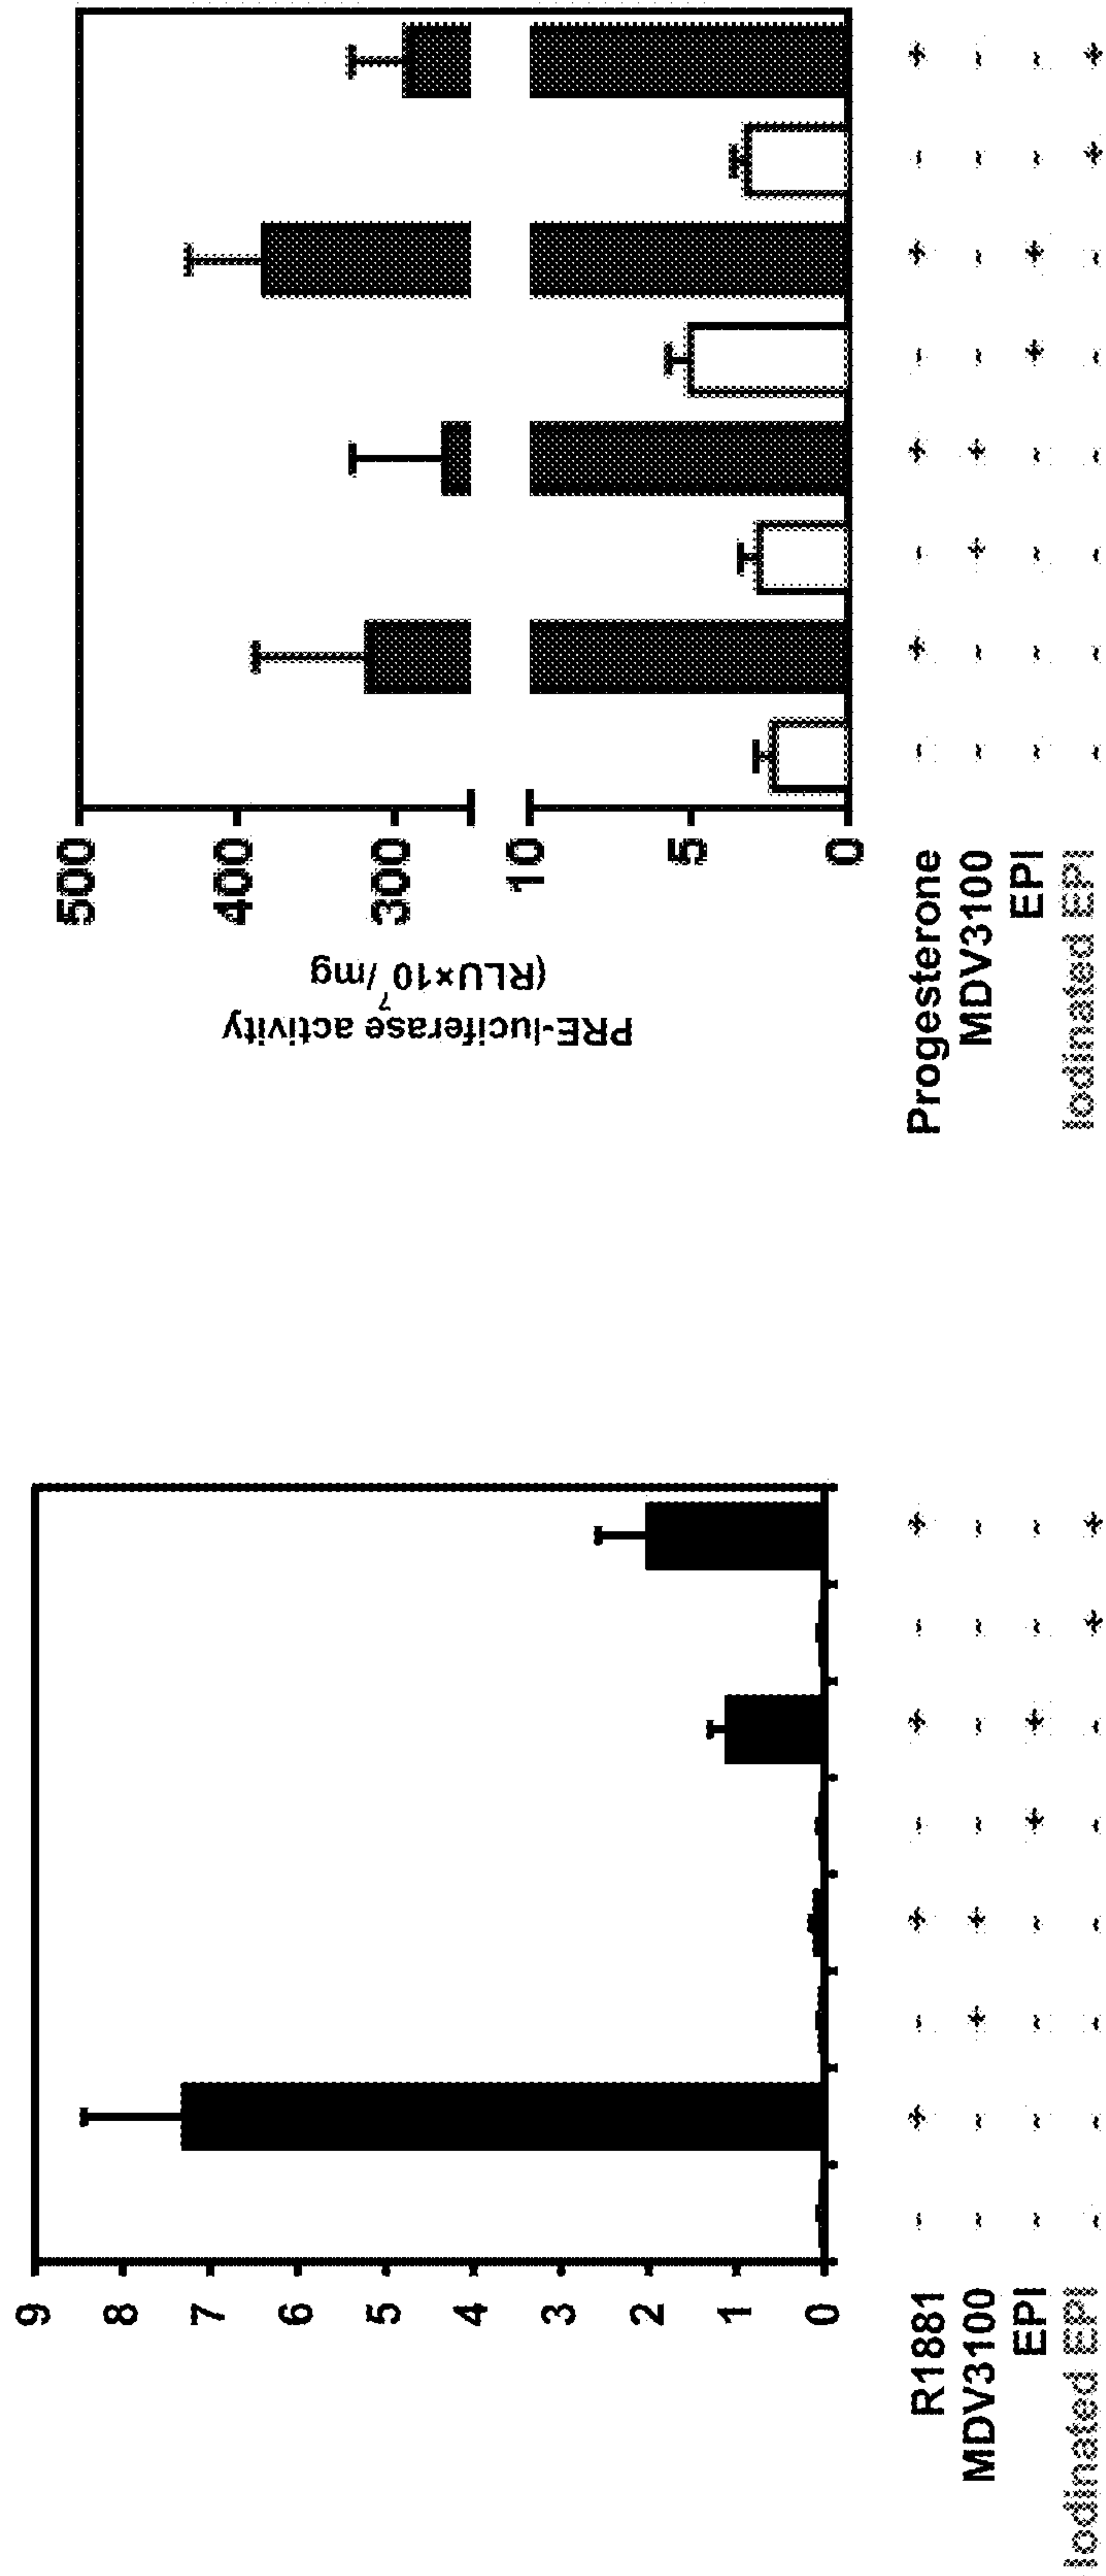 9
8
7
6
5
4
3
2
1
0
R1881 - + - + - + - +
MDV3100 - - + + - - - -
EPI - - - - + + - -
Iodinated EPI - - - - - - + +
PRE-luciferase activity
(RLU×10⁷/mg)
500
400
300
10
5
0
Progesterone - + - + - + - +
MDV3100 - - + + - - - -
EPI - - - - + + - -
Iodinated EPI - - - - - - + +